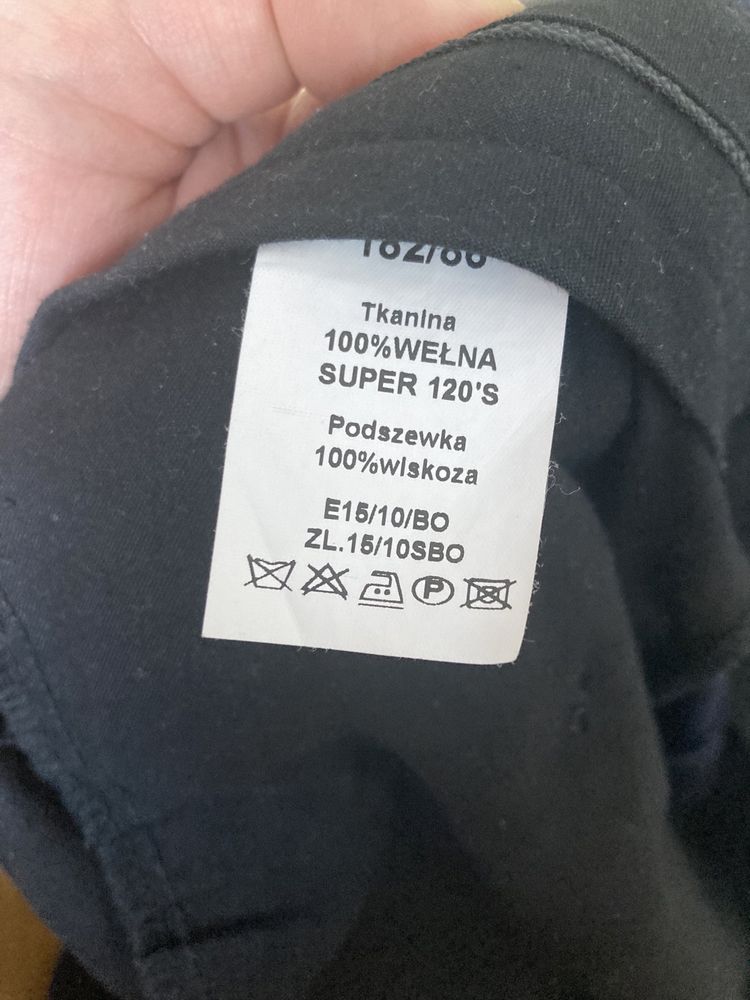 Tkanina
100%WEŁNA
SUPER 120'S
Podszewka
100%wiskoza
E15/10/BO
ZL.15/10SBO
P